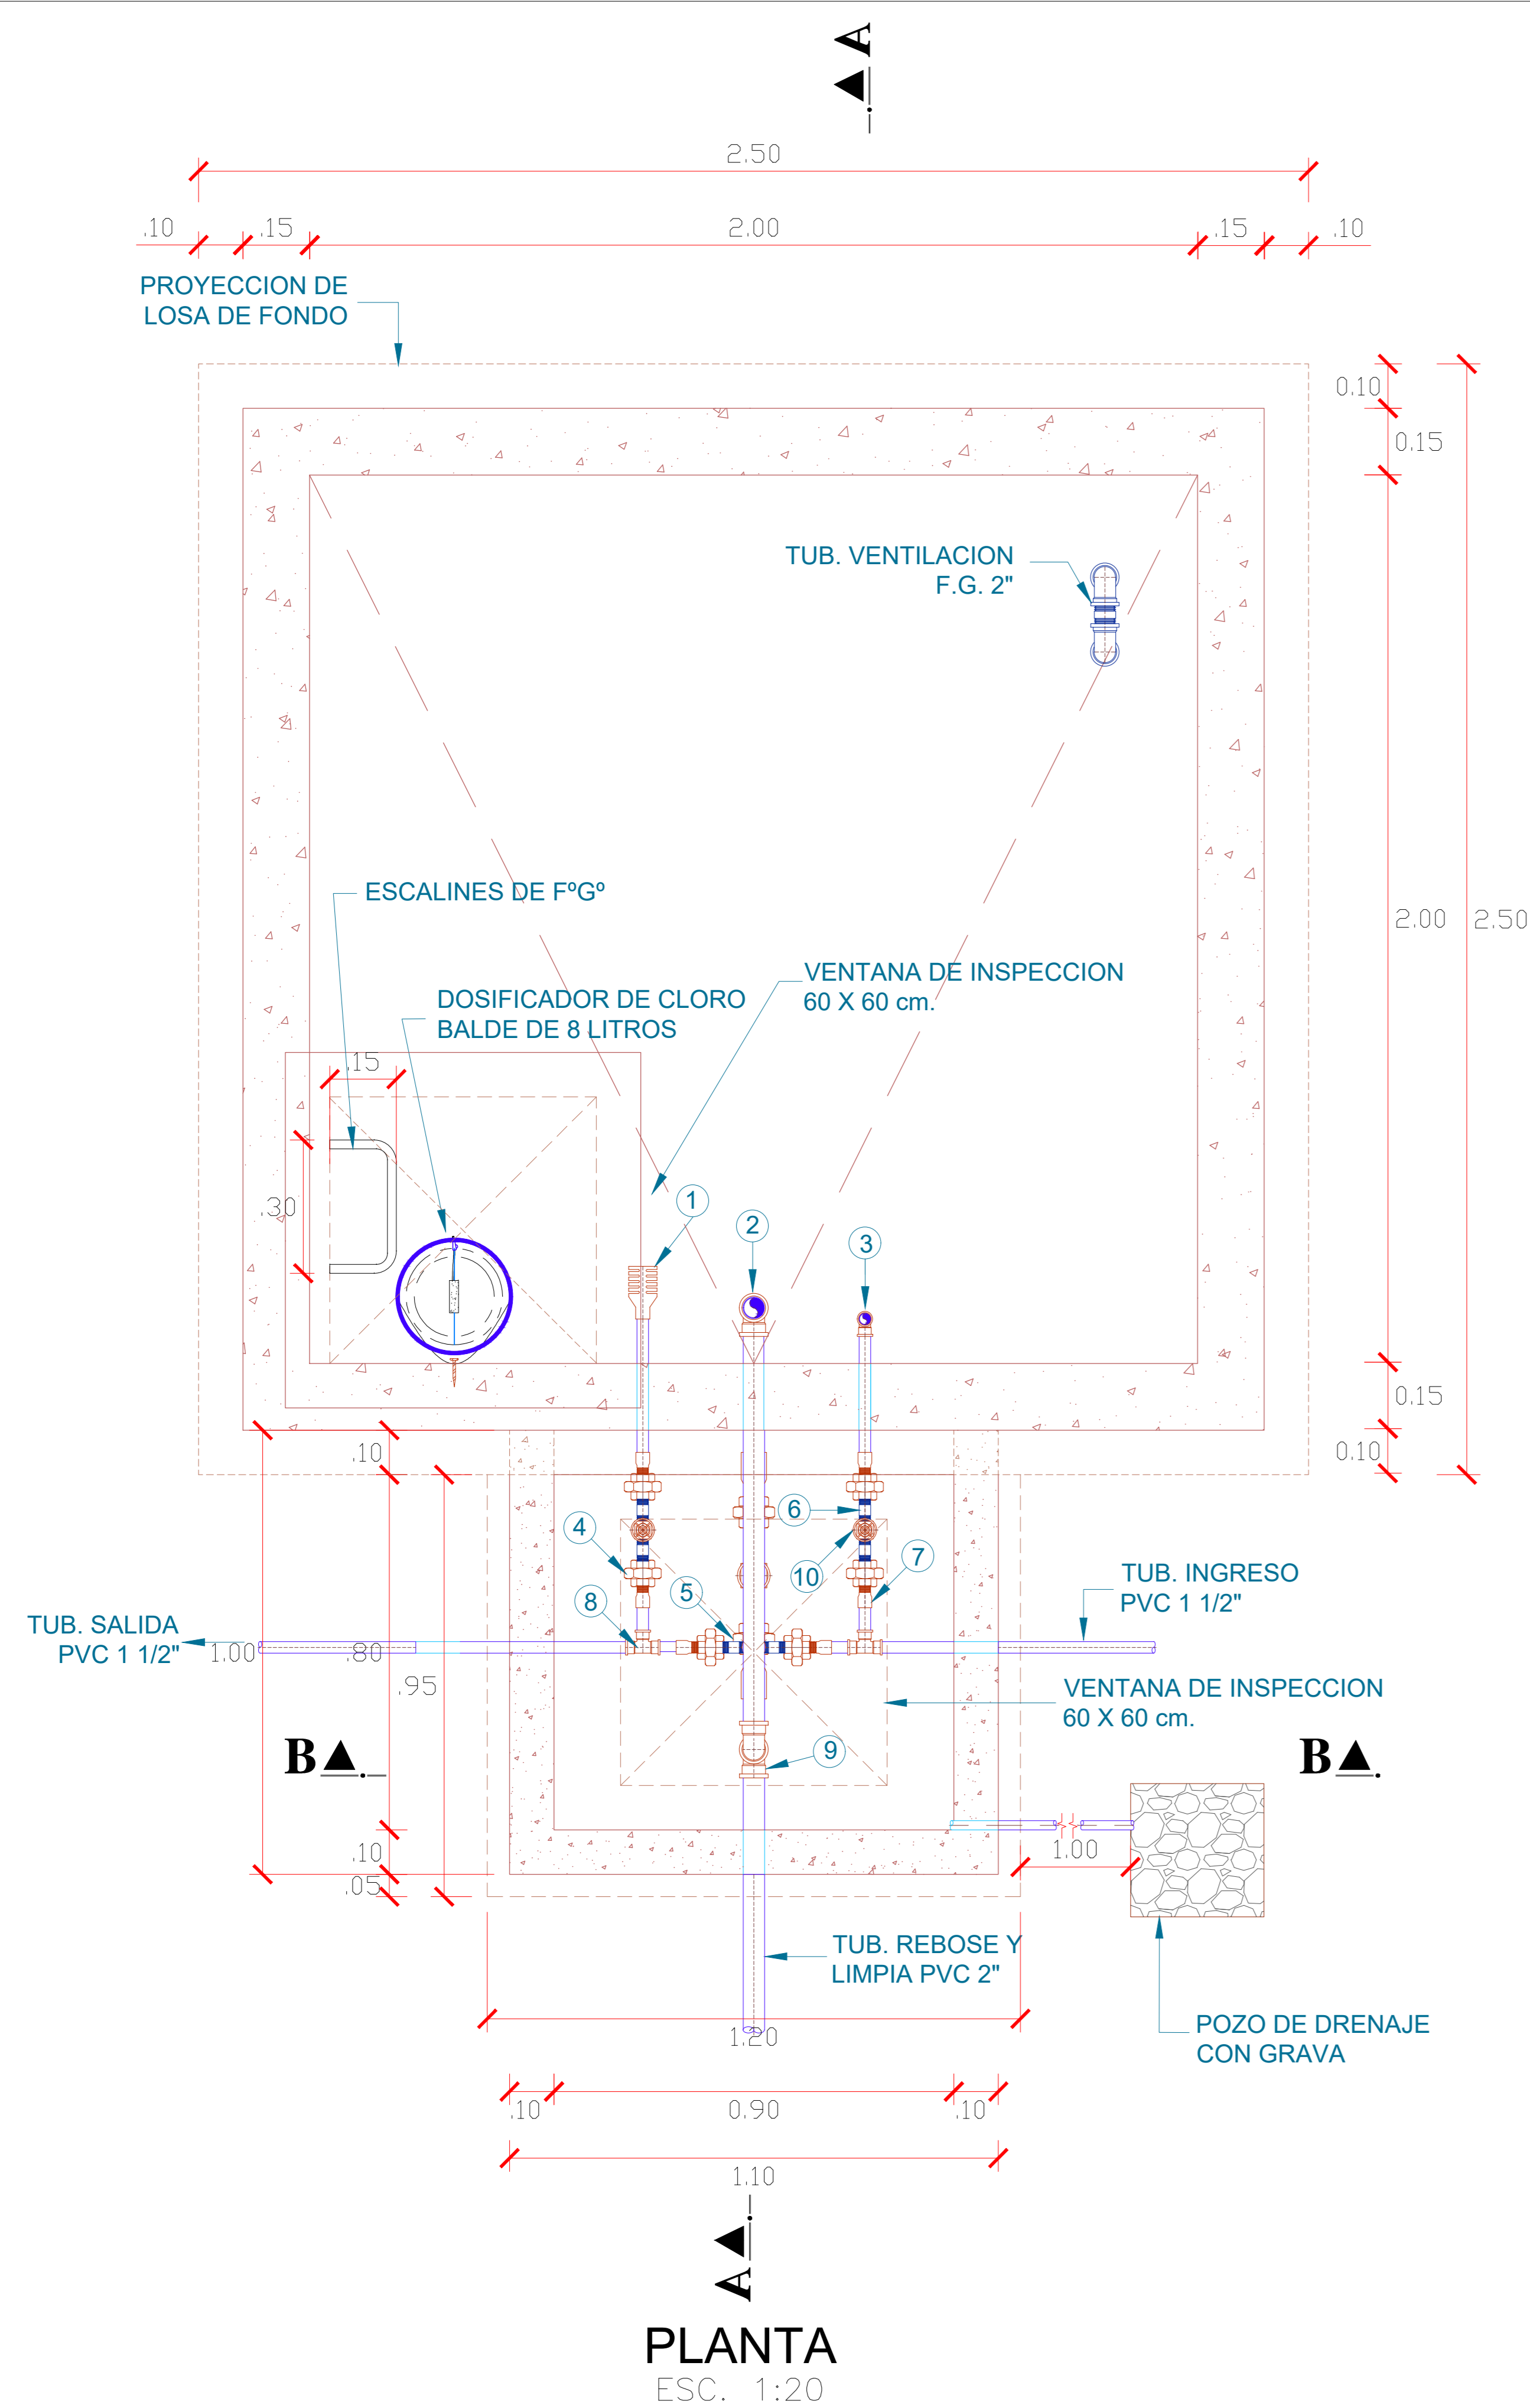 A
2.50
.10
.15
2.00
.15
.10
PROYECCION DE
LOSA DE FONDO
0.10
0.15
TUB. VENTILACION
F.G. 2"
ESCALINES DE FºGº
2.00
2.50
VENTANA DE INSPECCION
60 X 60 cm.
DOSIFICADOR DE CLORO
BALDE DE 8 LITROS
.15
.30
1
2
3
0.15
0.10
.10
6
4
10
7
5
8
TUB. INGRESO
PVC 1 1/2"
TUB. SALIDA
PVC 1 1/2"
1.00
.80
.95
VENTANA DE INSPECCION
60 X 60 cm.
B
9
B
.10
.05
1.00
TUB. REBOSE Y
LIMPIA PVC 2"
POZO DE DRENAJE
CON GRAVA
1.20
.10
0.90
.10
1.10
A
PLANTA
ESC. 1:20